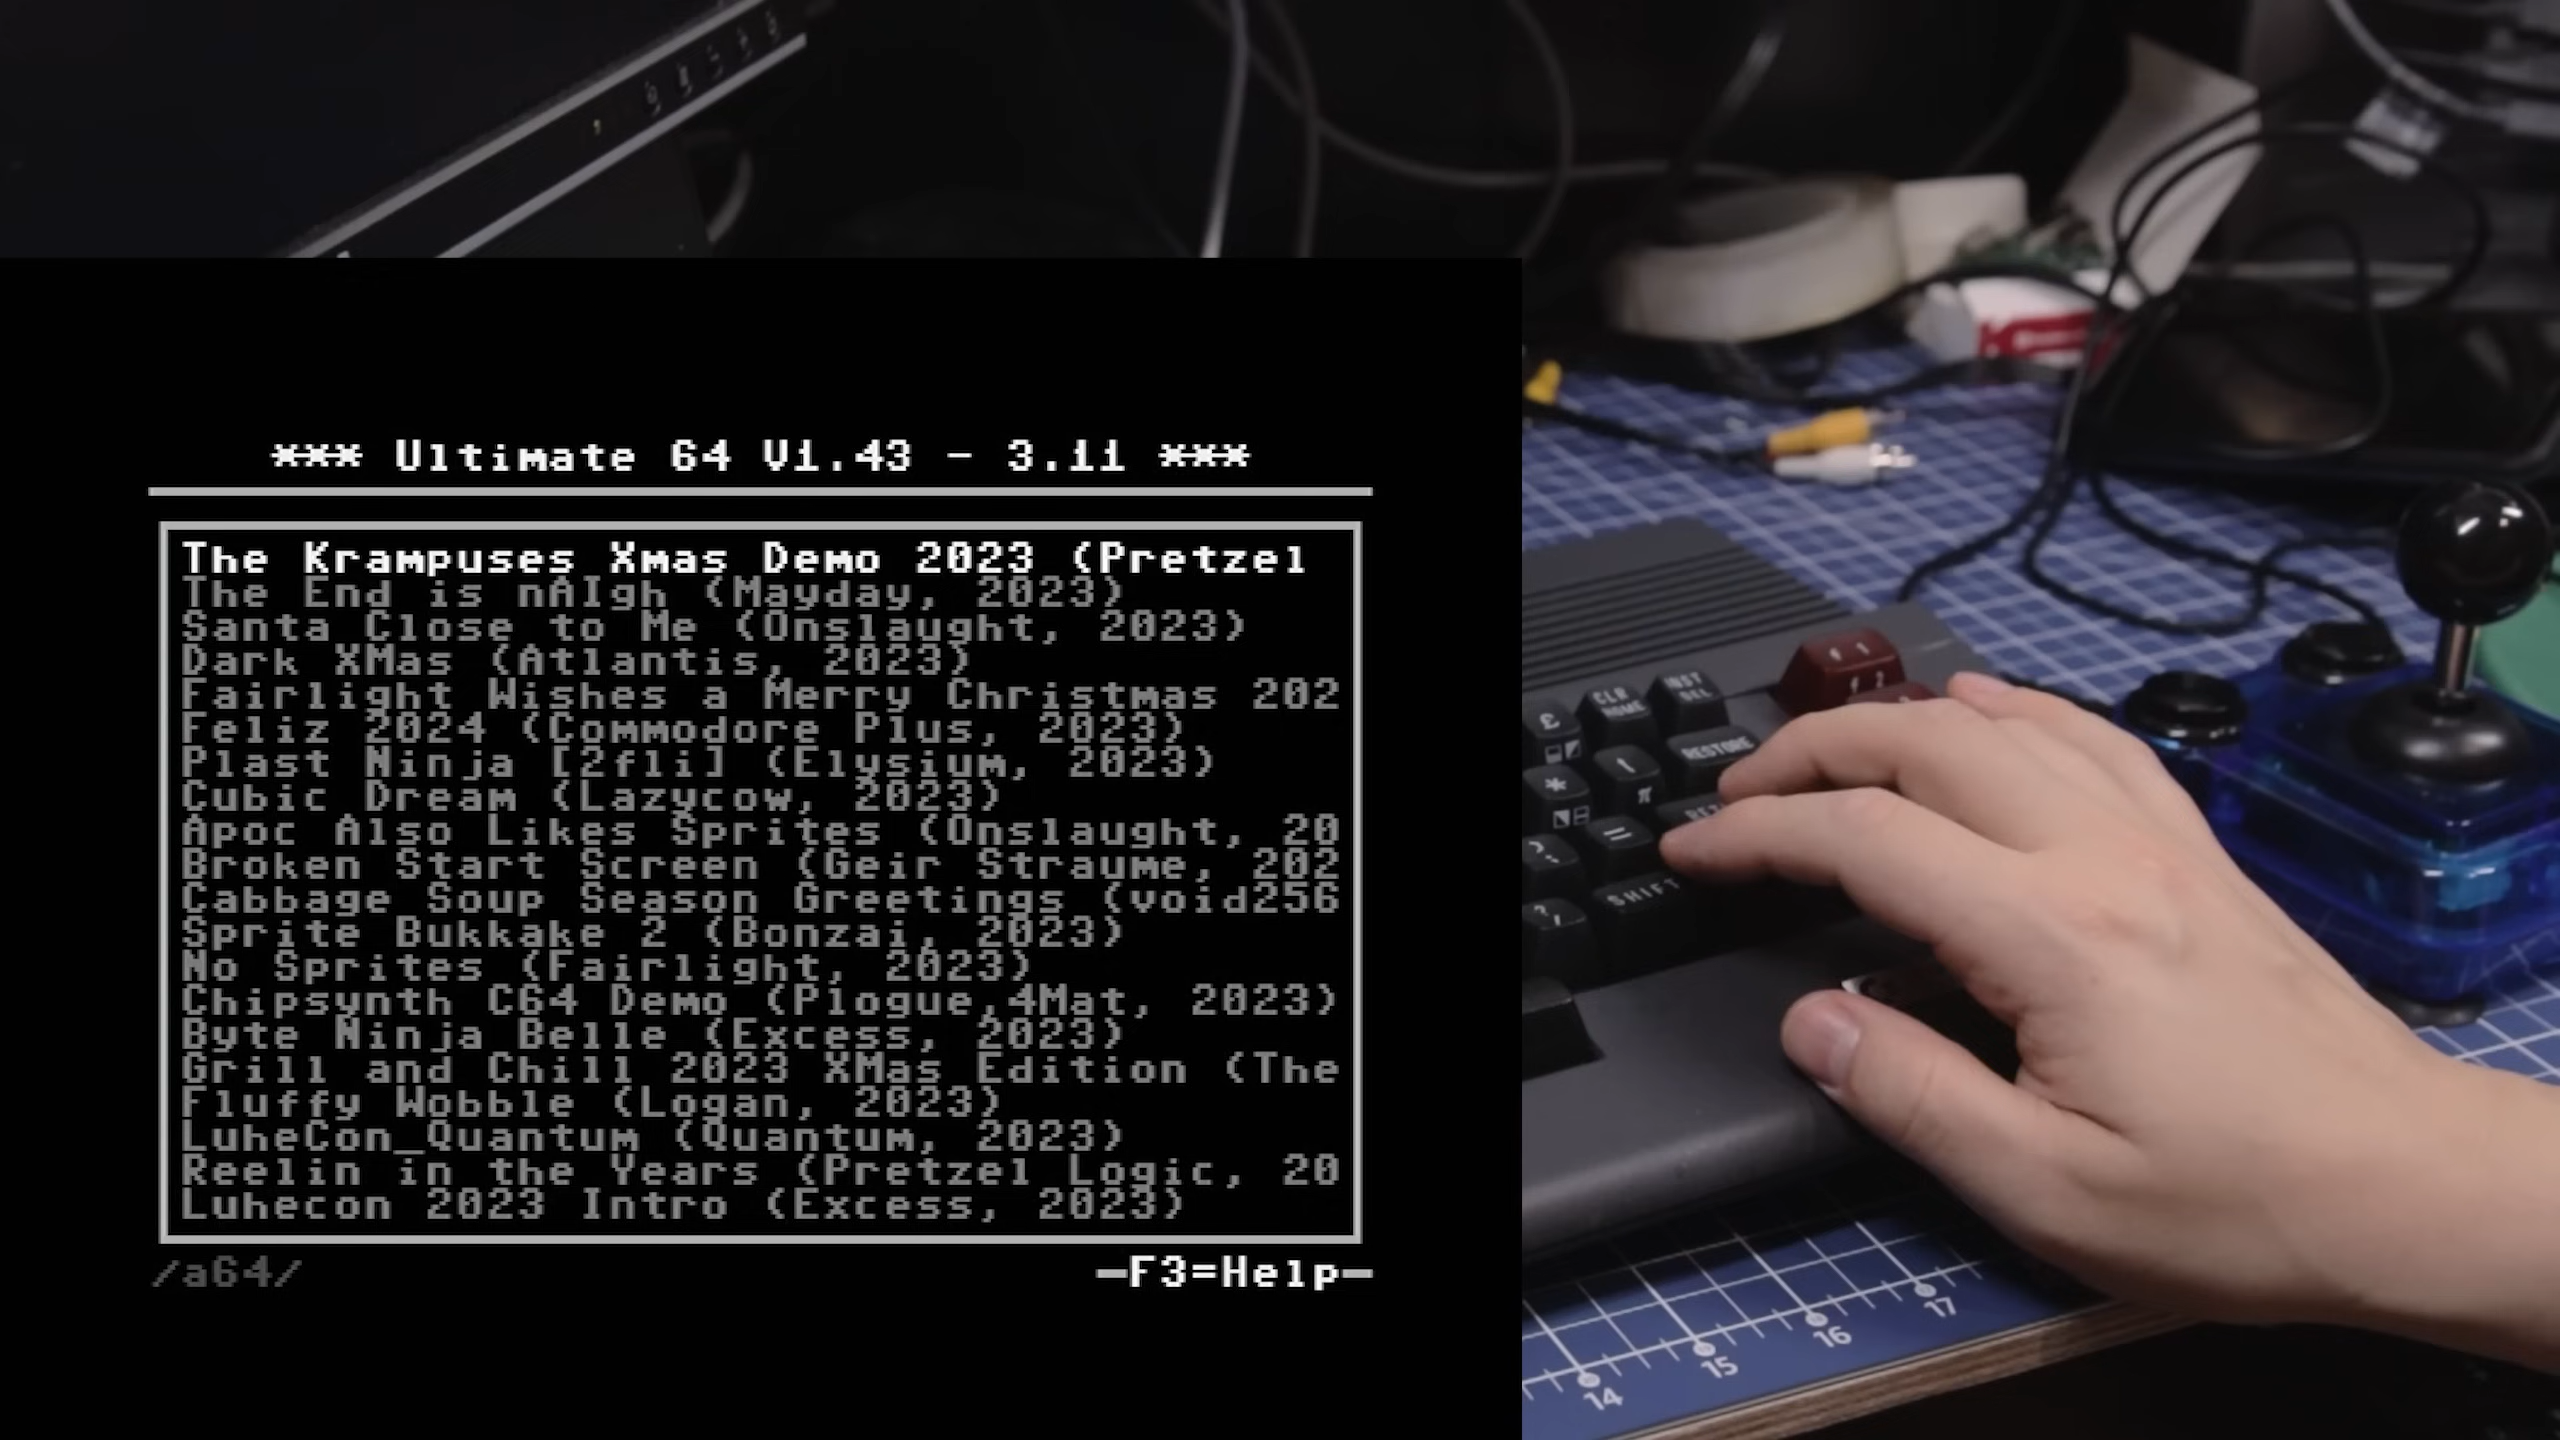 *** Ultimate 64 V1.43 - 3.11 ***
The Krampuses Xmas Demo 2023 (Pretzel
The End is nAIgh (Mayday, 2023)
Santa Close to Me (Onslaught, 2023)
Dark XMas (Atlantis, 2023)
Fairlight Wishes a Merry Christmas 202
Feliz 2024 (Commodore Plus, 2023)
Plast Ninja [2fli] (Elysium, 2023)
Cubic Dream (Lazycow, 2023)
Apoc Also Likes Sprites (Onslaught, 20
Broken Start Screen (Geir Straume, 202
Cabbage Soup Season Greetings (void256
Sprite Bukkake 2 (Bonzai, 2023)
No Sprites (Fairlight, 2023)
Chipsynth C64 Demo (Plogue,4Mat, 2023)
Byte Ninja Belle (Excess, 2023)
Grill and Chill 2023 XMas Edition (The
Fluffy Wobble (Logan, 2023)
LuheCon_Quantum (Quantum, 2023)
Reelin in the Years (Pretzel Logic, 20
Luhecon 2023 Intro (Excess, 2023)
/a64/
F3=Help
£
CLR HOME
INST DEL
* ↑ π
RESTORE
=
SHIFT
14 15 16 17